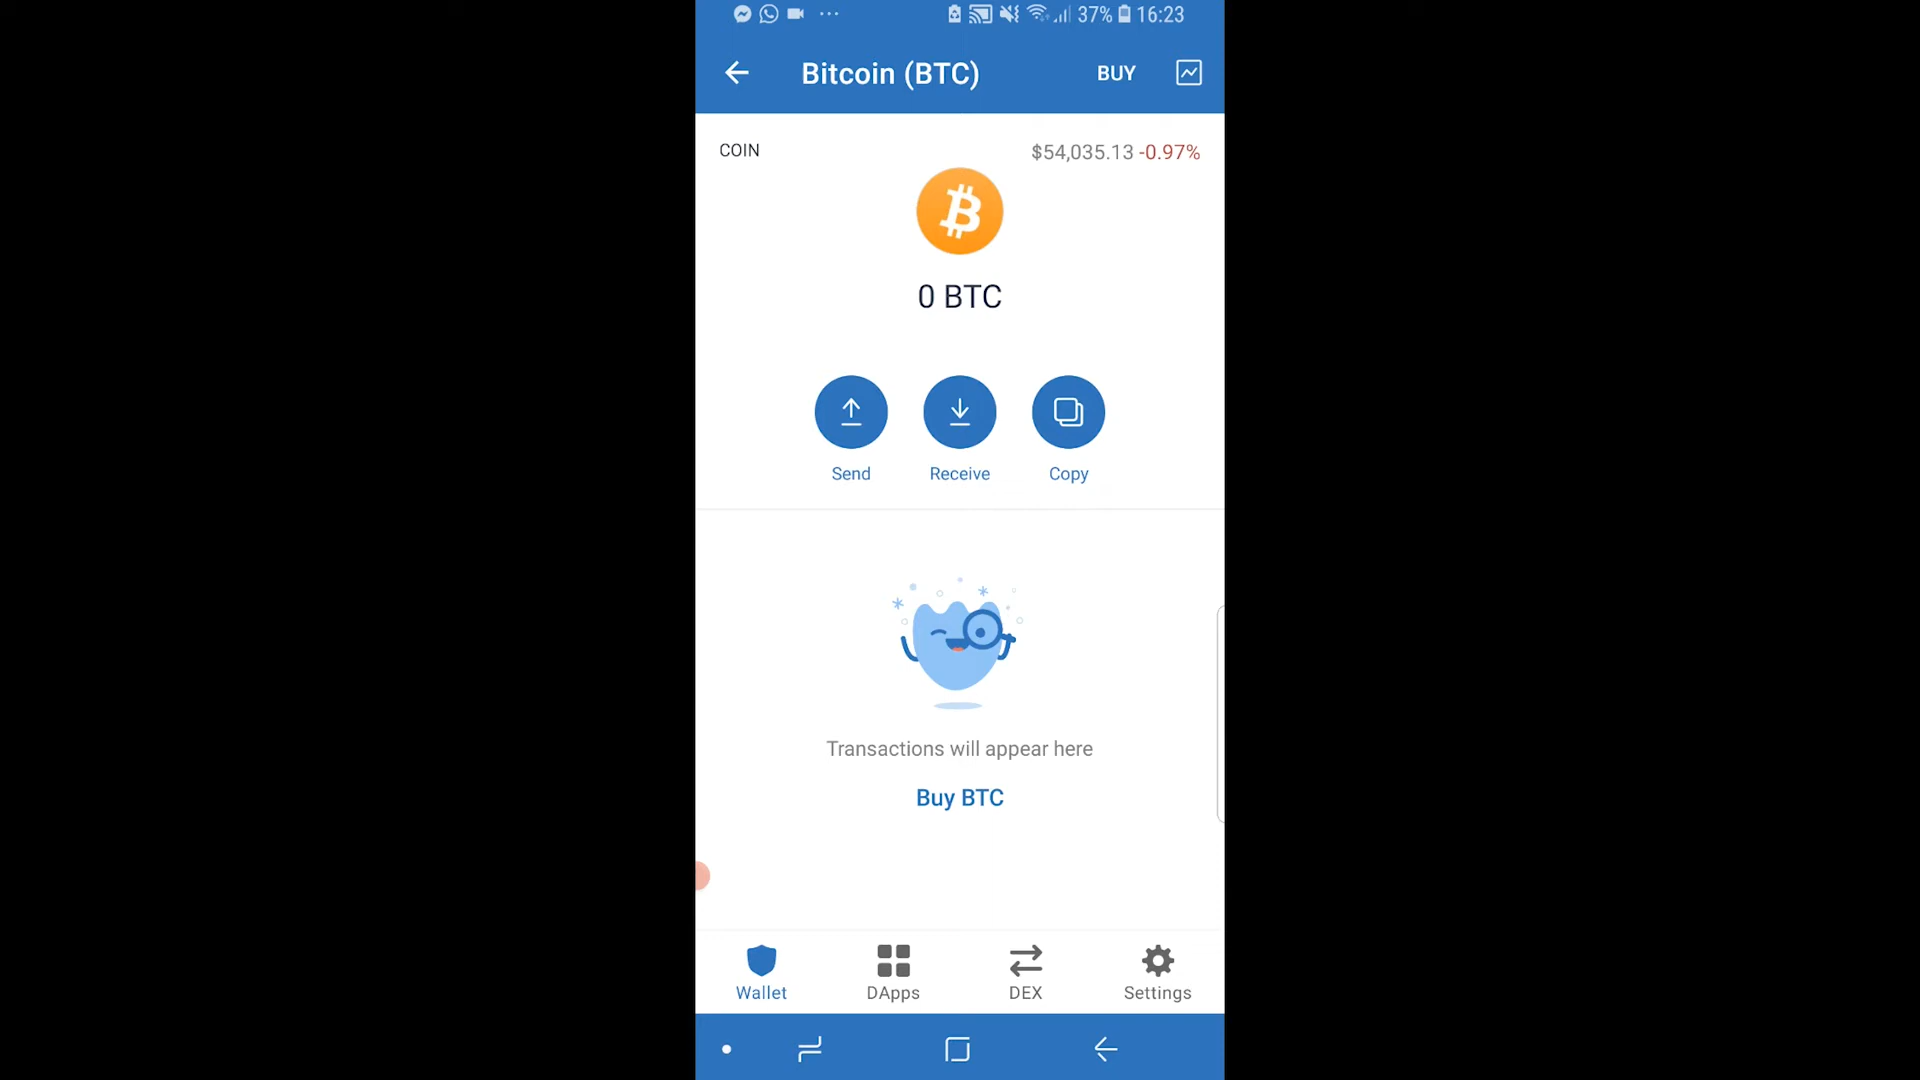 37% 16:23
Bitcoin (BTC) BUY
COIN $54,035.13 -0.97%
0 BTC
Send Receive Copy
Transactions will appear here
Buy BTC
Wallet DApps DEX Settings